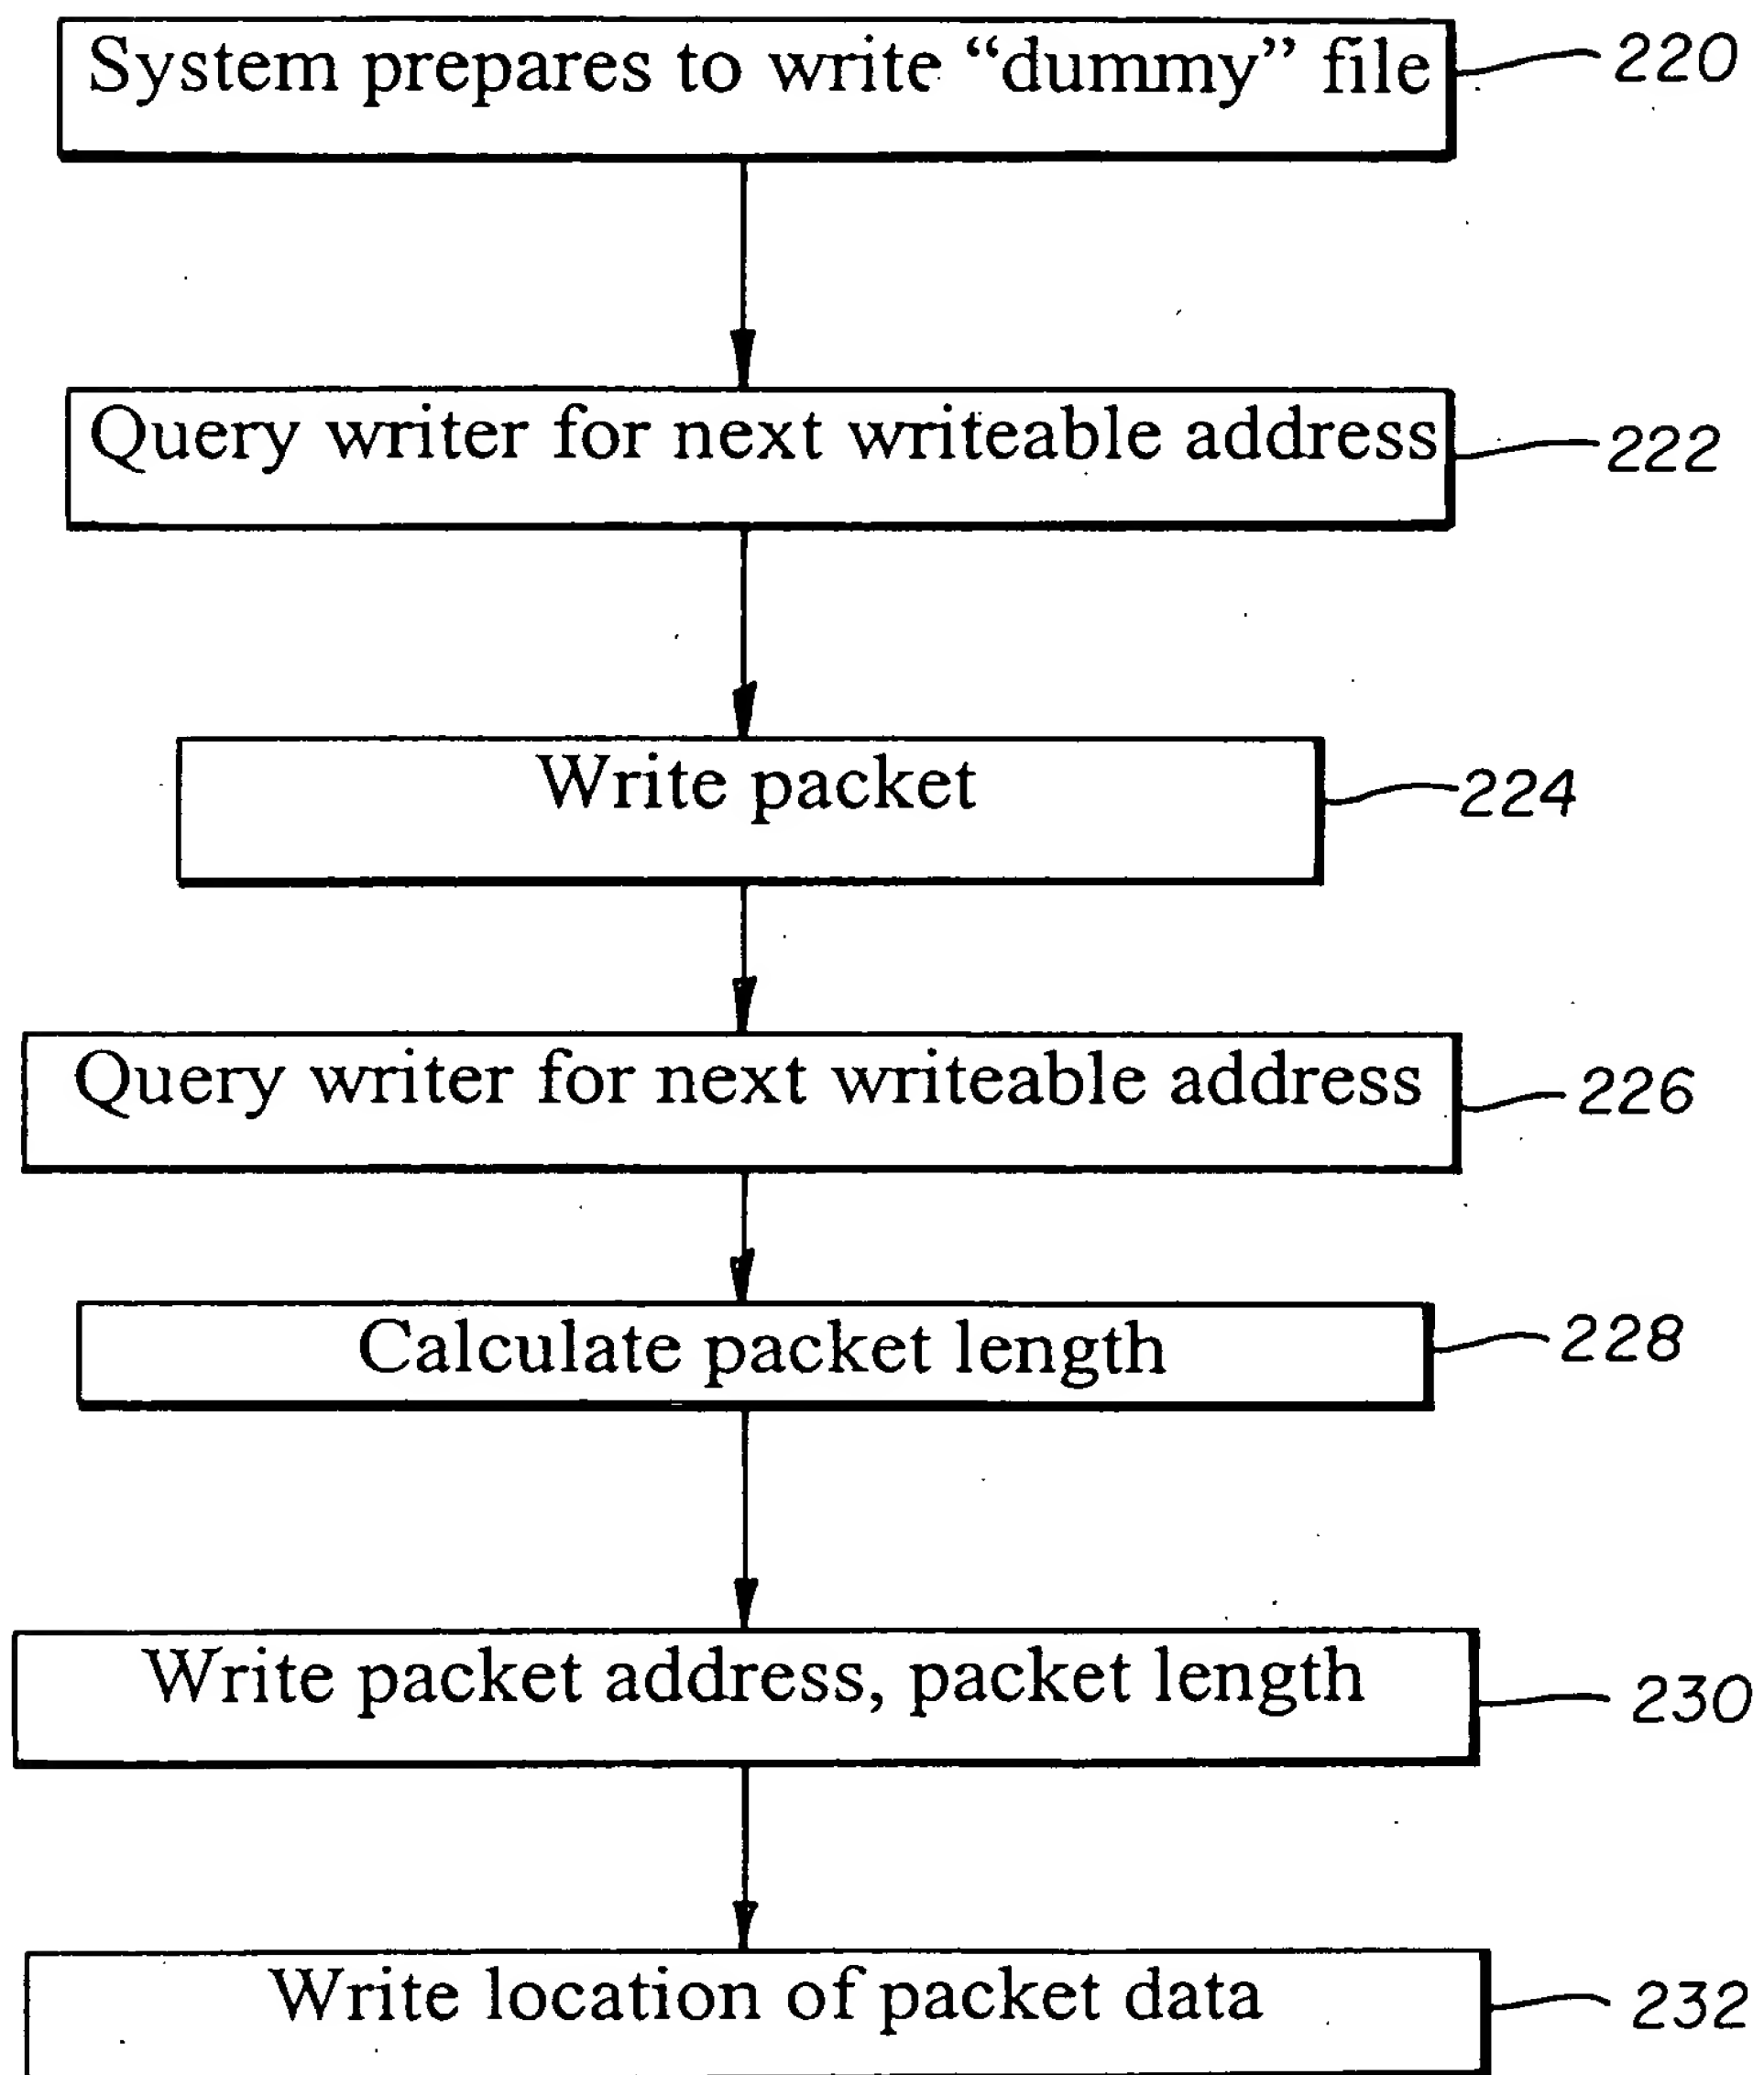 System prepares to write “dummy” file 220
Query writer for next writeable address 222
Write packet 224
Query writer for next writeable address 226
Calculate packet length 228
Write packet address, packet length 230
Write location of packet data 232